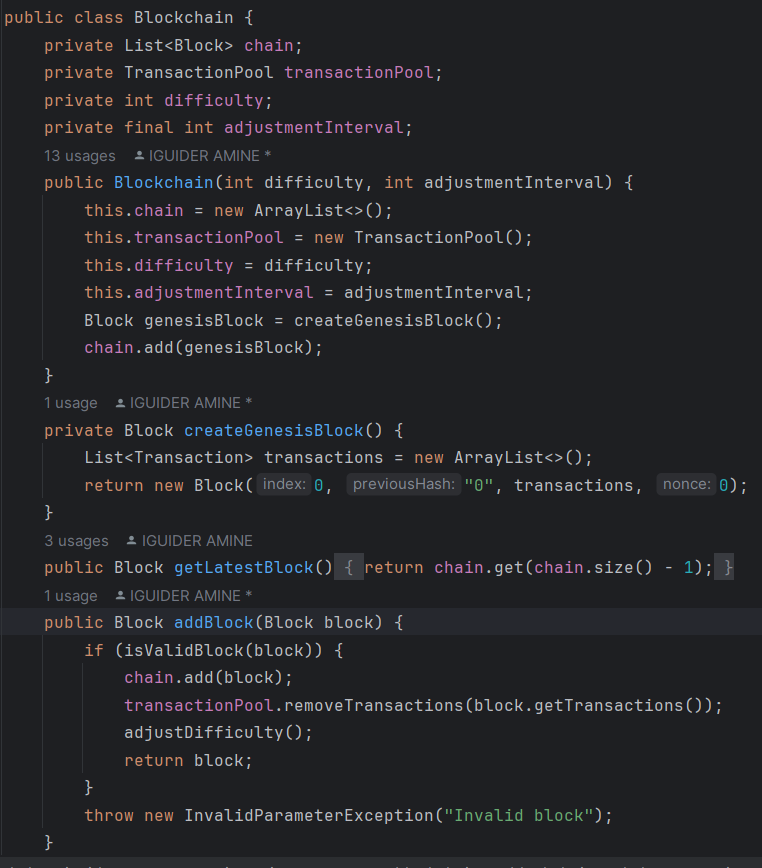 public class Blockchain {
    private List<Block> chain;
    private TransactionPool transactionPool;
    private int difficulty;
    private final int adjustmentInterval;
    13 usages IGUIDER AMINE *
    public Blockchain(int difficulty, int adjustmentInterval) {
        this.chain = new ArrayList<>();
        this.transactionPool = new TransactionPool();
        this.difficulty = difficulty;
        this.adjustmentInterval = adjustmentInterval;
        Block genesisBlock = createGenesisBlock();
        chain.add(genesisBlock);
    }
    1 usage IGUIDER AMINE *
    private Block createGenesisBlock() {
        List<Transaction> transactions = new ArrayList<>();
        return new Block( index: 0, previousHash: "0", transactions, nonce: 0);
    }
    3 usages IGUIDER AMINE
    public Block getLatestBlock() { return chain.get(chain.size() - 1); }
    1 usage IGUIDER AMINE *
    public Block addBlock(Block block) {
        if (isValidBlock(block)) {
            chain.add(block);
            transactionPool.removeTransactions(block.getTransactions());
            adjustDifficulty();
            return block;
        }
        throw new InvalidParameterException("Invalid block");
    }